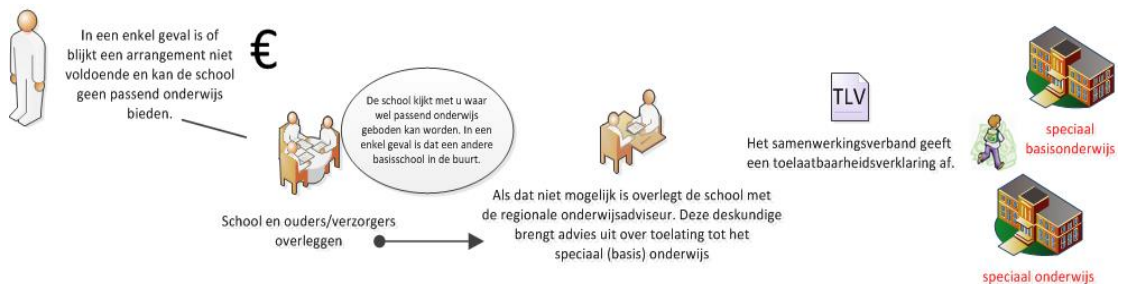 In een enkel geval is of
blijkt een arrangement niet
voldoende en kan de school
geen passend onderwijs
bieden.
€
De school kijkt met u waar
wel passend onderwijs
geboden kan worden. In een
enkel geval is dat een andere
basisschool in de buurt.
School en ouders/verzorgers
overleggen
Als dat niet mogelijk is overlegt de school met
de regionale onderwijsadviseur. Deze deskundige
brengt advies uit over toelating tot het
speciaal (basis) onderwijs
TLV
Het samenwerkingsverband geeft
een toelaatbaarheidsverklaring af.
speciaal
basisonderwijs
speciaal onderwijs